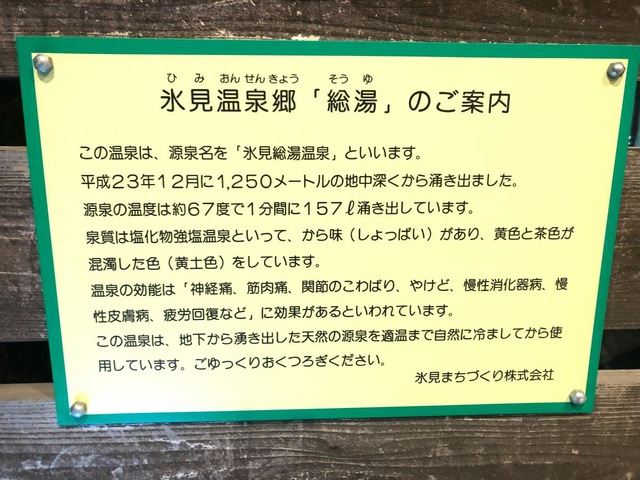 ひみ おんせんきょう そうゆ
氷見温泉郷「総湯」のご案内
この温泉は、源泉名を「氷見総湯温泉」といいます。
平成23年12月に1,250メートルの地中深くから涌き出ました。
源泉の温度は約67度で1分間に157ℓ涌き出しています。
泉質は塩化物強塩温泉といって、から味（しょっぱい）があり、黄色と茶色が
混濁した色（黄土色）をしています。
温泉の効能は「神経痛、筋肉痛、関節のこわばり、やけど、慢性消化器病、慢
性皮膚病、疲労回復など」に効果があるといわれています。
この温泉は、地下から湧き出した天然の源泉を適温まで自然に冷ましてから使
用しています。ごゆっくりおくつろぎください。
氷見まちづくり株式会社